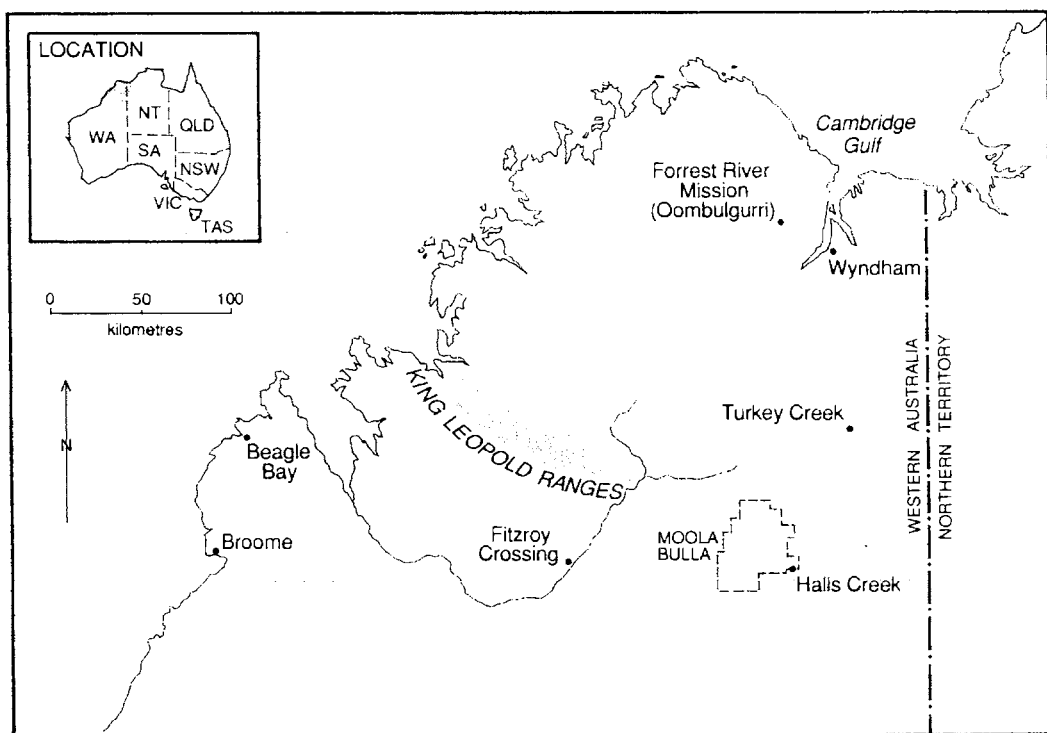 LOCATION
NT
QLD
WA
SA
NSW
VIC
TAS
0 50 100
kilometres
N
Cambridge
Gulf
Forrest River
Mission
(Oombulgurri)
Wyndham
KING LEOPOLD RANGES
Turkey Creek
WESTERN AUSTRALIA
NORTHERN TERRITORY
Beagle
Bay
Broome
Fitzroy
Crossing
MOOLA
BULLA
Halls Creek